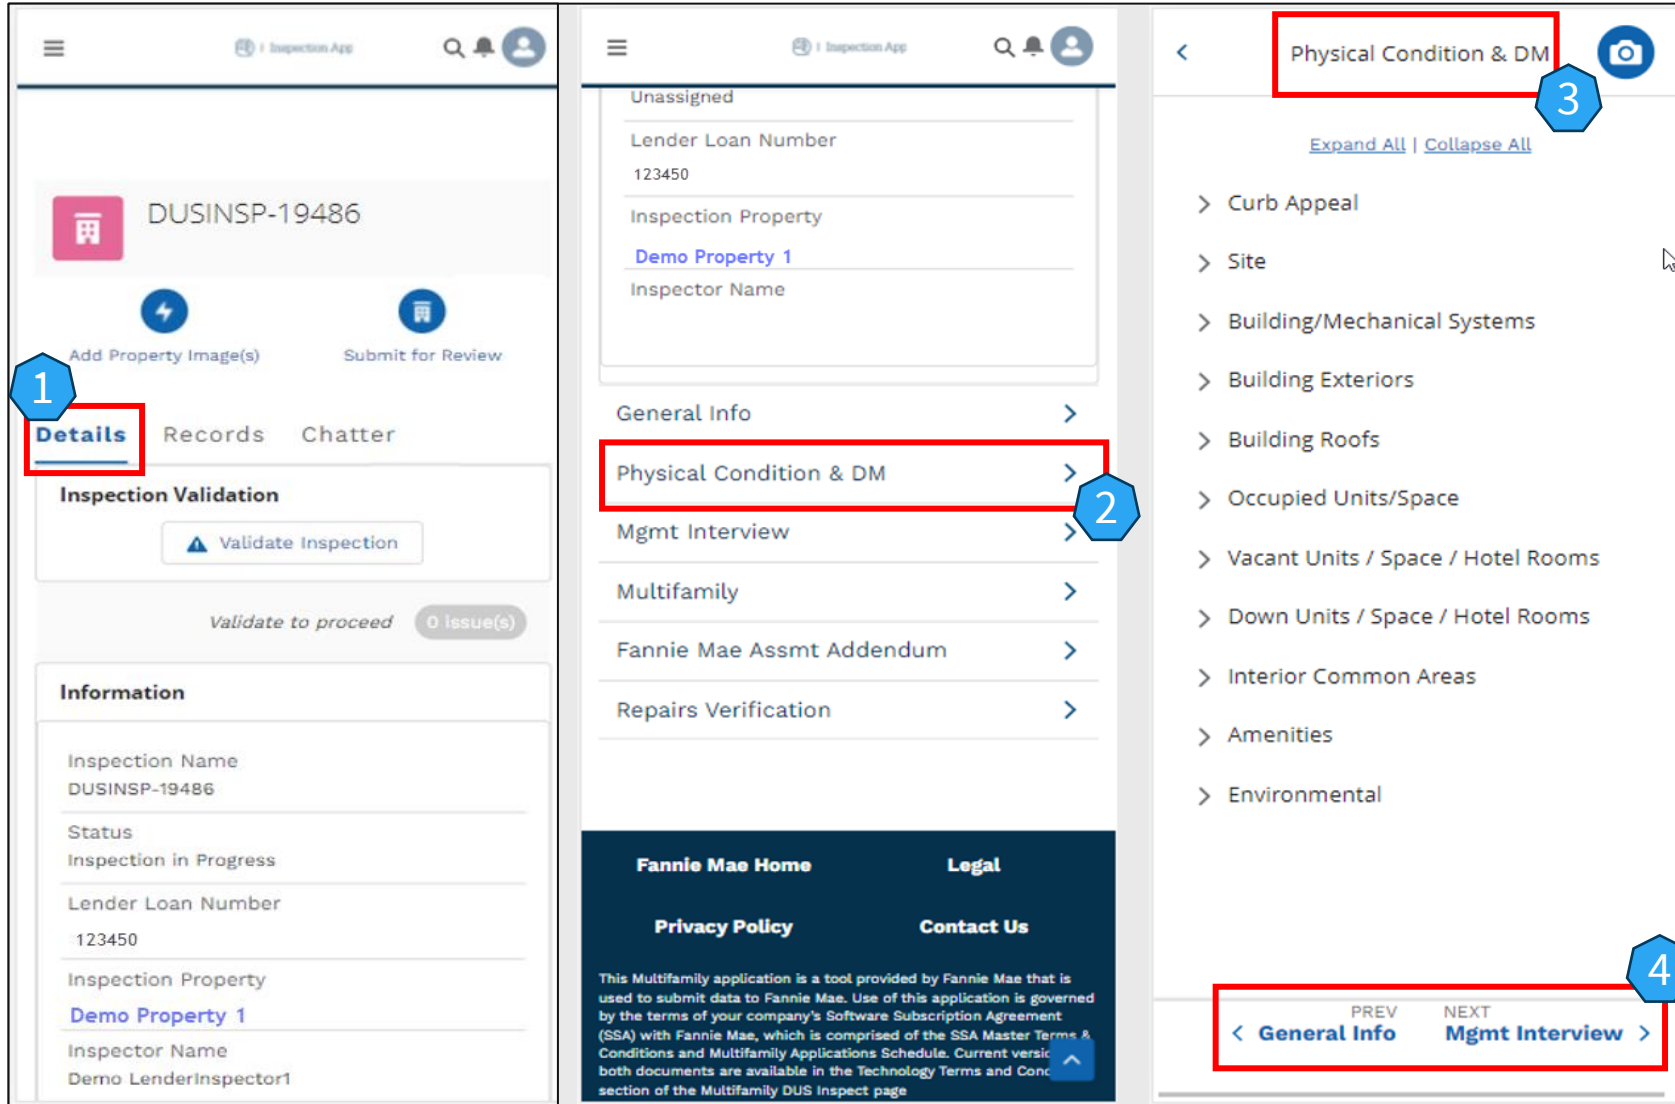 Inspection App
DUSINSP-19486
Add Property Image(s)
Submit for Review
1
Details
Records
Chatter
Inspection Validation
Validate Inspection
Validate to proceed
0 issue(s)
Information
Inspection Name
DUSINSP-19486
Status
Inspection in Progress
Lender Loan Number
123450
Inspection Property
Demo Property 1
Inspector Name
Demo LenderInspector1
Inspection App
Unassigned
Lender Loan Number
123450
Inspection Property
Demo Property 1
Inspector Name
General Info
Physical Condition & DM
2
Mgmt Interview
Multifamily
Fannie Mae Assmt Addendum
Repairs Verification
Fannie Mae Home
Legal
Privacy Policy
Contact Us
This Multifamily application is a tool provided by Fannie Mae that is
used to submit data to Fannie Mae. Use of this application is governed
by the terms of your company's Software Subscription Agreement
(SSA) with Fannie Mae, which is comprised of the SSA Master Terms &
Conditions and Multifamily Applications Schedule. Current versic
both documents are available in the Technology Terms and Conc
section of the Multifamily DUS Inspect page
Physical Condition & DM
3
Expand All | Collapse All
Curb Appeal
Site
Building/Mechanical Systems
Building Exteriors
Building Roofs
Occupied Units/Space
Vacant Units / Space / Hotel Rooms
Down Units / Space / Hotel Rooms
Interior Common Areas
Amenities
Environmental
4
PREV
General Info
NEXT
Mgmt Interview